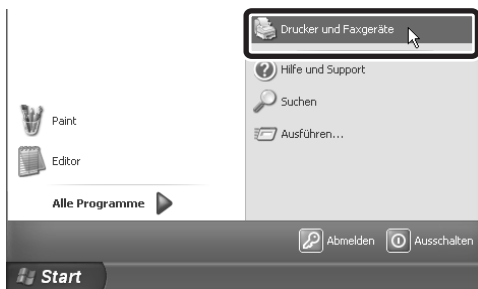 Drucker und Faxgeräte
Hilfe und Support
Suchen
Ausführen...
Paint
Editor
Alle Programme
Abmelden
Ausschalten
Start